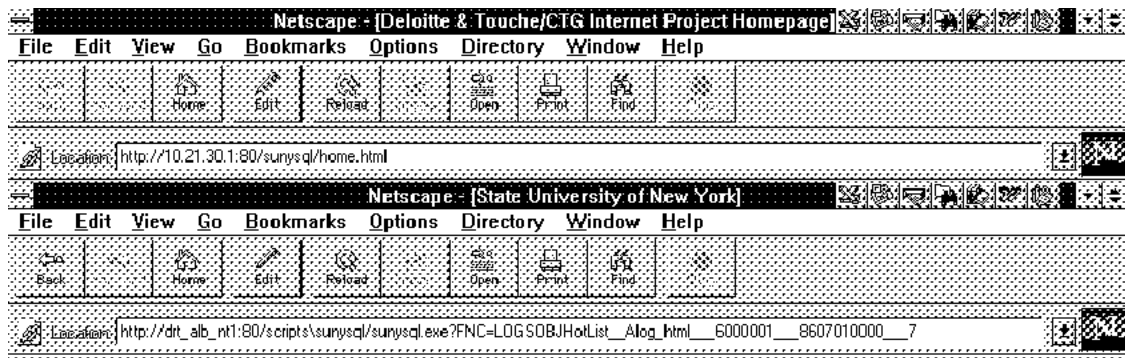 Netscape - [Deloitte & Touche/CTG Internet Project Homepage]
File Edit View Go Bookmarks Options Directory Window Help
Home Edit Reload Open Print Find
Location: http://10.21.30.1:80/sunysql/home.html
Netscape - [State University of New York]
File Edit View Go Bookmarks Options Directory Window Help
Back Home Edit Reload Open Print Find
Location: http://drt_alb_nt1:80/scripts\sunysql/sunysql.exe?FNC=LOGSOBJHotList__Alog_html___6000001___8607010000___7